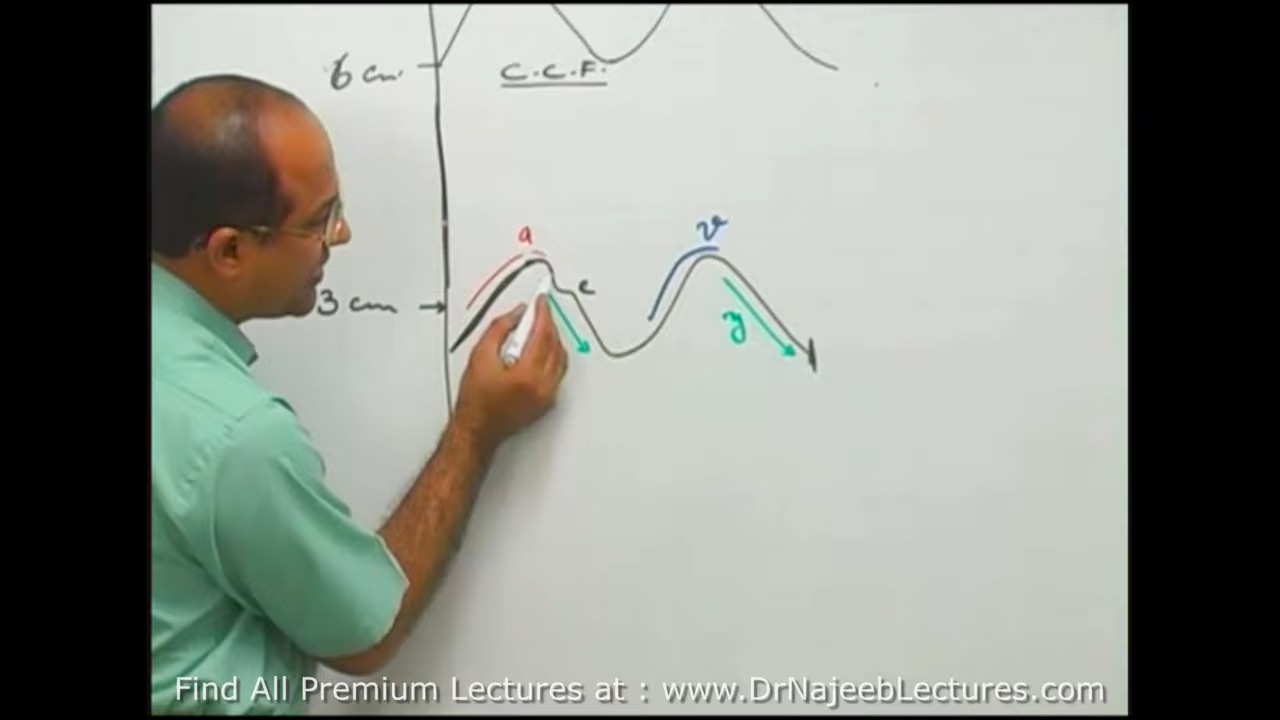 6 cm.
C.C.F.
a
v
3 cm →
c
y
Find All Premium Lectures at : www.DrNajeebLectures.com